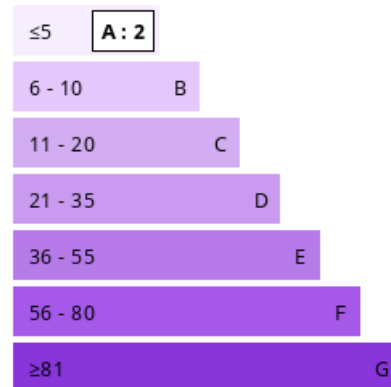 ≤5 A : 2
6 - 10 B
11 - 20 C
21 - 35 D
36 - 55 E
56 - 80 F
≥81 G